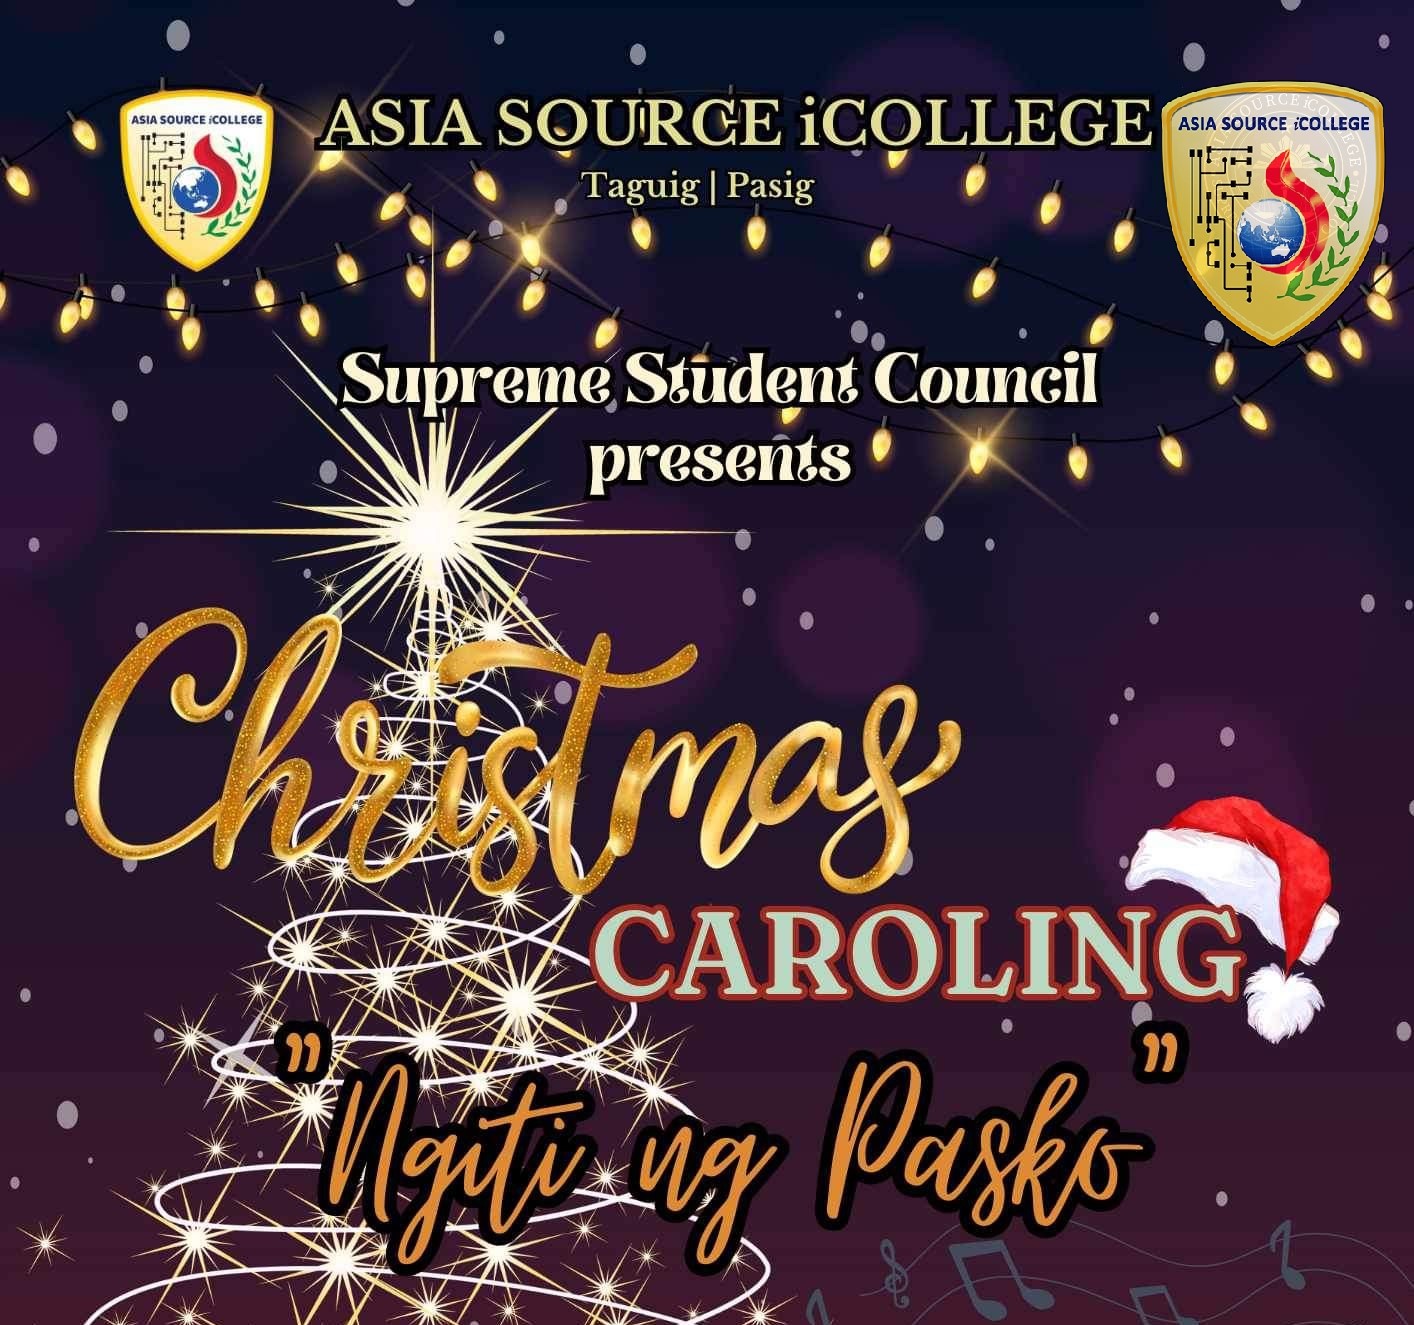 ASIA SOURCE iCOLLEGE
ASIA SOURCE iCOLLEGE
ASIA SOURCE iCOLLEGE
Taguig | Pasig
Supreme Student Council
presents
Christmas
CAROLING
"Ngiti ng Pasko"